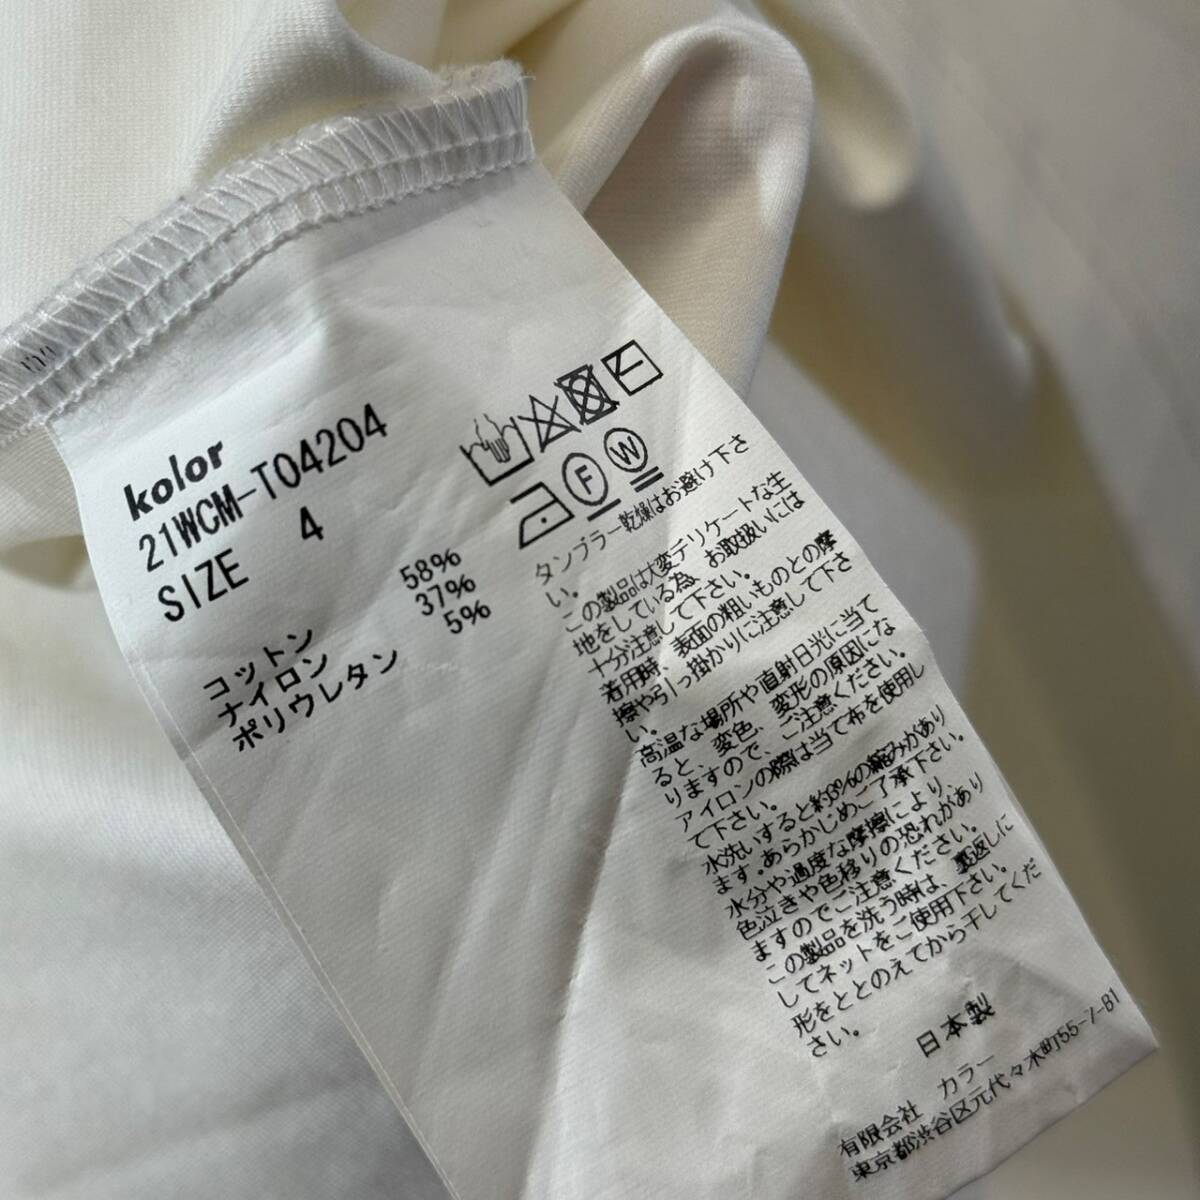 kolor
21WCM-T04204
SIZE 4
コットン 58%
ナイロン 37%
ポリウレタン 5%
F W
タンブラー乾燥はお避け下さ
い。
この製品は大変デリケートな生
地をしている為、お取扱いには
十分注意して下さい。
着用時、表面の粗いものとの摩
擦や引っ掛かりに注意して下さ
い。
高温な場所や直射日光に当て
ると、変色、変形の原因にな
りますので、ご注意ください。
アイロンの際は当て布を使用し
て下さい。
水洗いすると約3%の縮みがあり
ます。あらかじめご了承下さい。
水分や過度な摩擦により、
色泣きや色移りの恐れがあり
ますのでご注意ください。
この製品を洗う時は、裏返しに
してネットをご使用下さい。
形をととのえてから干してくだ
さい。
日本製
有限会社 カラー
東京都渋谷区元代々木町55-7-B1